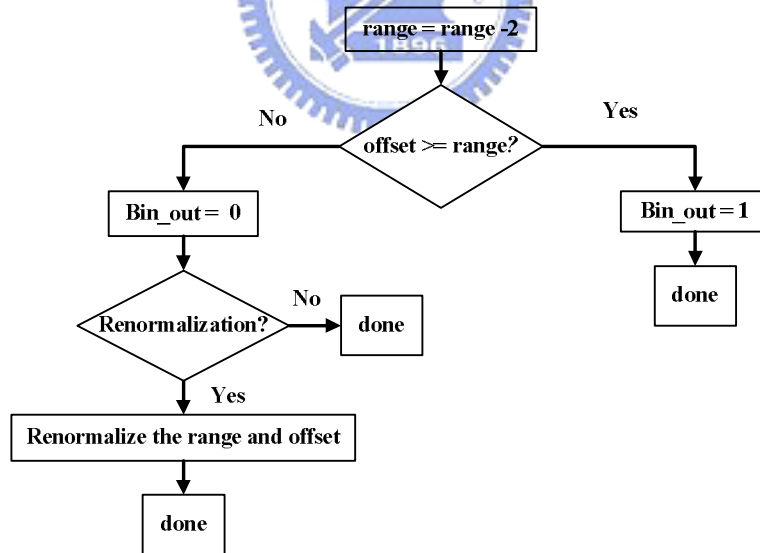 1896
range = range -2
No
Yes
offset >= range?
Bin_out = 0
Bin_out = 1
Renormalization?
No
done
done
Yes
Renormalize the range and offset
done